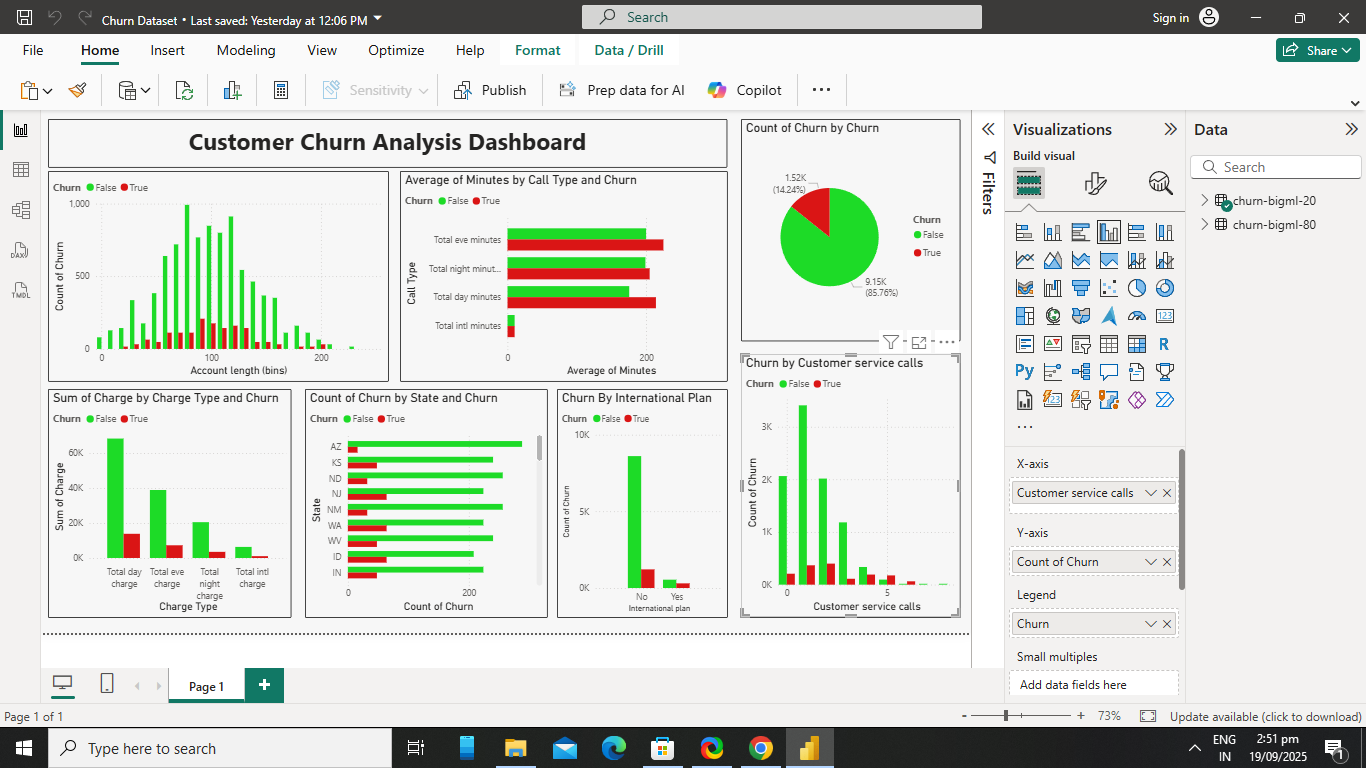 Churn Dataset • Last saved: Yesterday at 12:06 PM
Search
Sign in
File
Home
Insert
Modeling
View
Optimize
Help
Format
Data / Drill
Share
Sensitivity
Publish
Prep data for AI
Copilot
Customer Churn Analysis Dashboard
Churn False True
1,000
500
0
Count of Churn
0 100 200
Account length (bins)
Average of Minutes by Call Type and Churn
Churn False True
Call Type
Total eve minutes
Total night minut...
Total day minutes
Total intl minutes
0 200
Average of Minutes
Count of Churn by Churn
1.52K
(14.24%)
9.15K
(85.76%)
Churn
False
True
Sum of Charge by Charge Type and Churn
Churn False True
Sum of Charge
60K
40K
20K
0K
Total day charge
Total eve charge
Total night charge
Total intl charge
Charge Type
Count of Churn by State and Churn
Churn False True
State
AZ
KS
ND
NJ
NM
WA
WV
ID
IN
0 200
Count of Churn
Churn By International Plan
Churn False True
Count of Churn
10K
5K
0K
No Yes
International plan
Churn by Customer service calls
Churn False True
Count of Churn
3K
2K
1K
0K
0 5
Customer service calls
Filters
Visualizations
Build visual
123
R
Py
123
X-axis
Customer service calls
Y-axis
Count of Churn
Legend
Churn
Small multiples
Add data fields here
Data
Search
churn-bigml-20
churn-bigml-80
DAX
TMDL
Page 1
Page 1 of 1
- + 73%
Update available (click to download)
Type here to search
ENG
IN
2:51 pm
19/09/2025
1